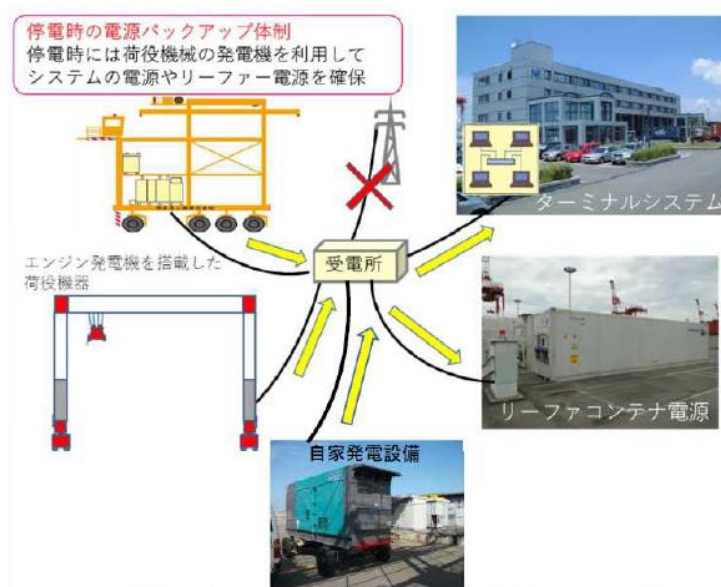 停電時の電源バックアップ体制
停電時には荷役機械の発電機を利用して
システムの電源やリーファー電源を確保
ターミナルシステム
受電所
エンジン発電機を搭載した
荷役機器
リーファコンテナ電源
自家発電設備